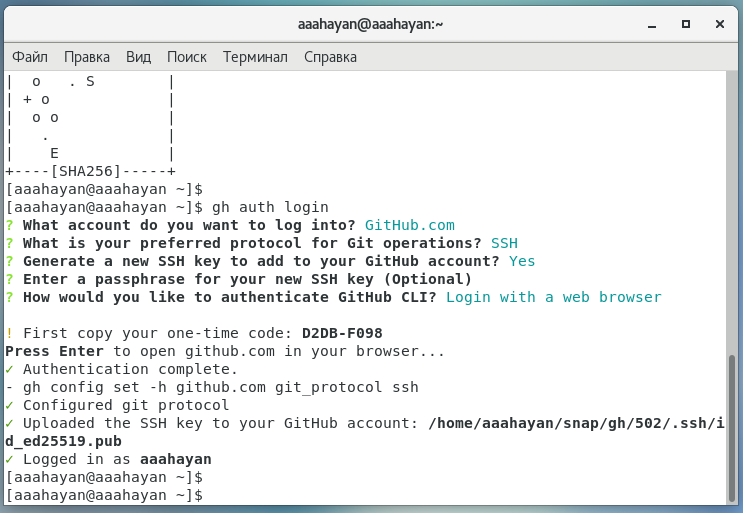 aaahayan@aaahayan:~
Файл Правка Вид Поиск Терминал Справка
|  o   . S        |
| + o             |
|  o o            |
|   .             |
|    E            |
+----[SHA256]-----+
[aaahayan@aaahayan ~]$
[aaahayan@aaahayan ~]$ gh auth login
? What account do you want to log into? GitHub.com
? What is your preferred protocol for Git operations? SSH
? Generate a new SSH key to add to your GitHub account? Yes
? Enter a passphrase for your new SSH key (Optional)
? How would you like to authenticate GitHub CLI? Login with a web browser
! First copy your one-time code: D2DB-F098
Press Enter to open github.com in your browser...
✓ Authentication complete.
- gh config set -h github.com git_protocol ssh
✓ Configured git protocol
✓ Uploaded the SSH key to your GitHub account: /home/aaahayan/snap/gh/502/.ssh/i
d_ed25519.pub
✓ Logged in as aaahayan
[aaahayan@aaahayan ~]$
[aaahayan@aaahayan ~]$